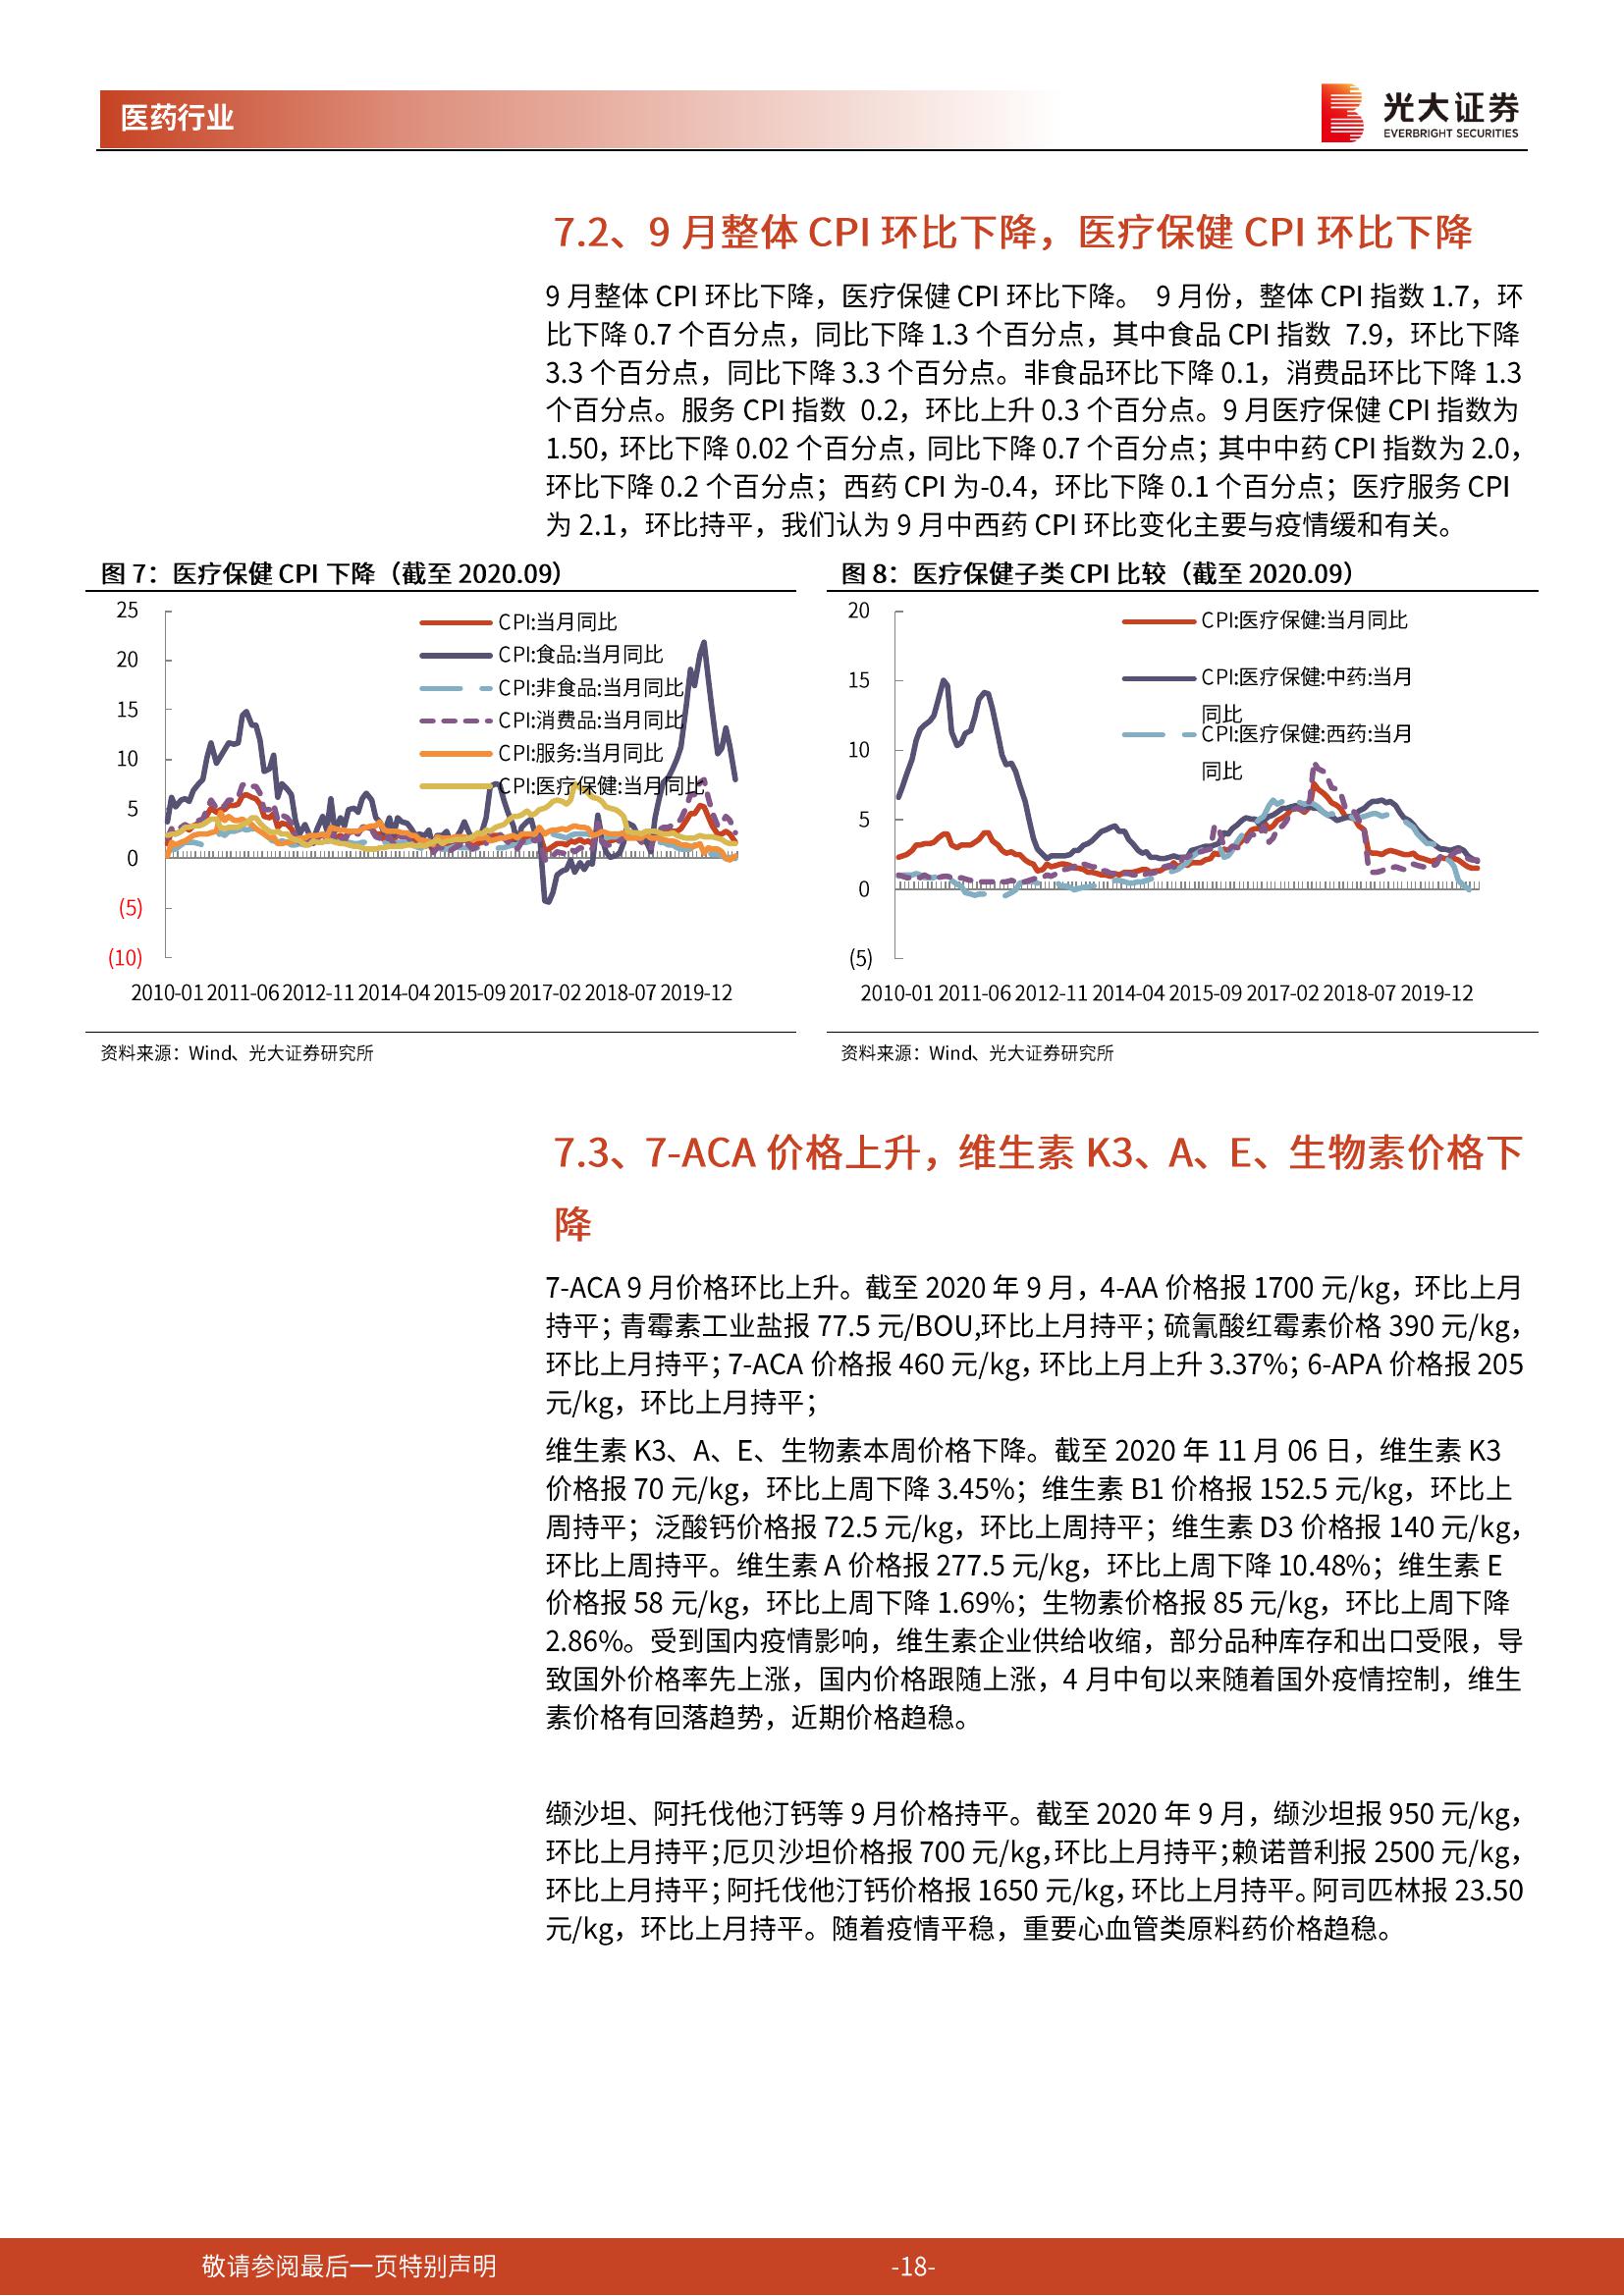 医药行业
光大证券
EVERBRIGHT SECURITIES
7.2、9 月整体 CPI 环比下降，医疗保健 CPI 环比下降
9 月整体 CPI 环比下降，医疗保健 CPI 环比下降。 9 月份，整体 CPI 指数 1.7，环
比下降 0.7 个百分点，同比下降 1.3 个百分点，其中食品 CPI 指数 7.9，环比下降
3.3 个百分点，同比下降 3.3 个百分点。非食品环比下降 0.1，消费品环比下降 1.3
个百分点。服务 CPI 指数 0.2，环比上升 0.3 个百分点。9 月医疗保健 CPI 指数为
1.50，环比下降 0.02 个百分点，同比下降 0.7 个百分点；其中中药 CPI 指数为 2.0，
环比下降 0.2 个百分点；西药 CPI 为-0.4，环比下降 0.1 个百分点；医疗服务 CPI
为 2.1，环比持平，我们认为 9 月中西药 CPI 环比变化主要与疫情缓和有关。
图 7：医疗保健 CPI 下降（截至 2020.09）
25
20
15
10
5
0
(5)
(10)
CPI:当月同比
CPI:食品:当月同比
CPI:非食品:当月同比
CPI:消费品:当月同比
CPI:服务:当月同比
CPI:医疗保健:当月同比
2010-01 2011-06 2012-11 2014-04 2015-09 2017-02 2018-07 2019-12
资料来源：Wind、光大证券研究所
图 8：医疗保健子类 CPI 比较（截至 2020.09）
20
15
10
5
0
(5)
CPI:医疗保健:当月同比
CPI:医疗保健:中药:当月
同比
CPI:医疗保健:西药:当月
同比
2010-01 2011-06 2012-11 2014-04 2015-09 2017-02 2018-07 2019-12
资料来源：Wind、光大证券研究所
7.3、7-ACA 价格上升，维生素 K3、A、E、生物素价格下
降
7-ACA 9 月价格环比上升。截至 2020 年 9 月，4-AA 价格报 1700 元/kg，环比上月
持平；青霉素工业盐报 77.5 元/BOU,环比上月持平；硫氰酸红霉素价格 390 元/kg，
环比上月持平；7-ACA 价格报 460 元/kg，环比上月上升 3.37%；6-APA 价格报 205
元/kg，环比上月持平；
维生素 K3、A、E、生物素本周价格下降。截至 2020 年 11 月 06 日，维生素 K3
价格报 70 元/kg，环比上周下降 3.45%；维生素 B1 价格报 152.5 元/kg，环比上
周持平；泛酸钙价格报 72.5 元/kg，环比上周持平；维生素 D3 价格报 140 元/kg，
环比上周持平。维生素 A 价格报 277.5 元/kg，环比上周下降 10.48%；维生素 E
价格报 58 元/kg，环比上周下降 1.69%；生物素价格报 85 元/kg，环比上周下降
2.86%。受到国内疫情影响，维生素企业供给收缩，部分品种库存和出口受限，导
致国外价格率先上涨，国内价格跟随上涨，4 月中旬以来随着国外疫情控制，维生
素价格有回落趋势，近期价格趋稳。
缬沙坦、阿托伐他汀钙等 9 月价格持平。截至 2020 年 9 月，缬沙坦报 950 元/kg，
环比上月持平；厄贝沙坦价格报 700 元/kg，环比上月持平；赖诺普利报 2500 元/kg，
环比上月持平；阿托伐他汀钙价格报 1650 元/kg，环比上月持平。阿司匹林报 23.50
元/kg，环比上月持平。随着疫情平稳，重要心血管类原料药价格趋稳。
敬请参阅最后一页特别声明
-18-